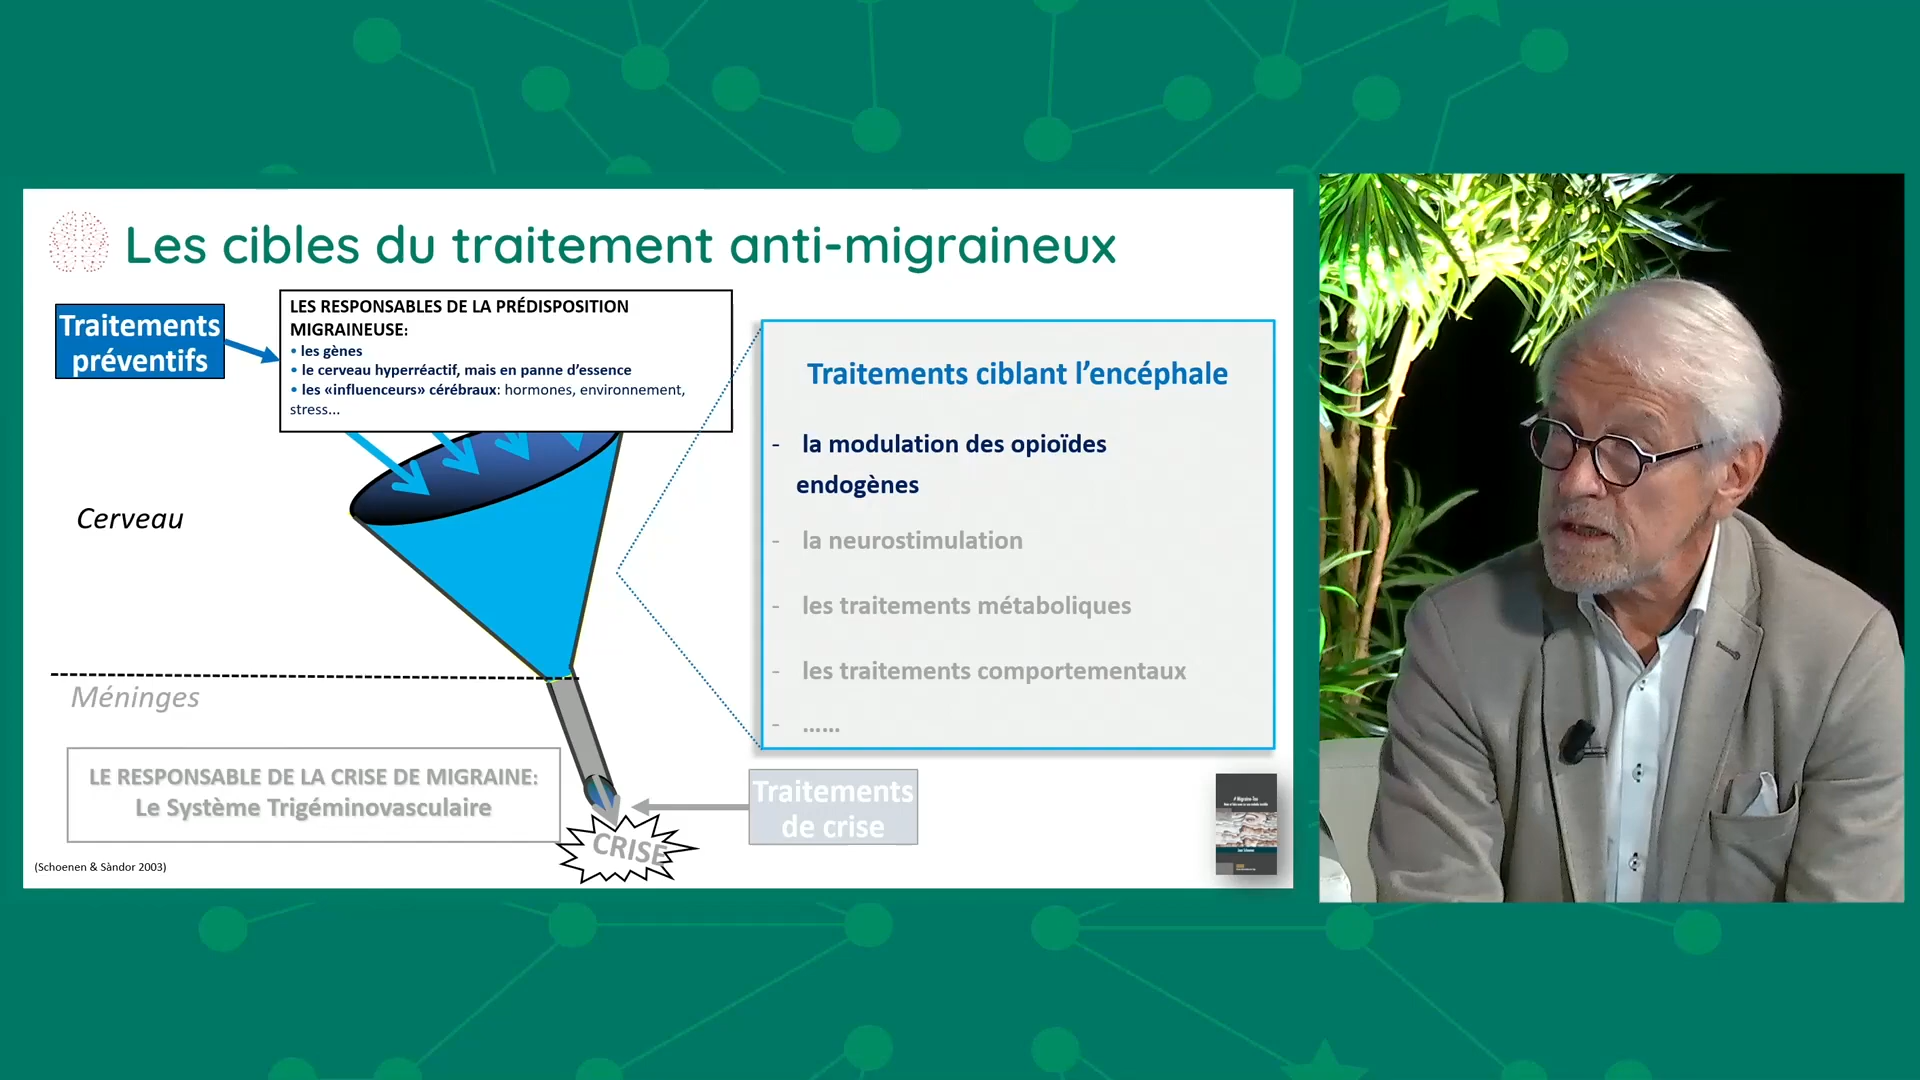 Les cibles du traitement anti-migraineux
Traitements
préventifs
LES RESPONSABLES DE LA PRÉDISPOSITION
MIGRAINEUSE:
• les gènes
• le cerveau hyperréactif, mais en panne d’essence
• les «influenceurs» cérébraux: hormones, environnement,
stress...
Cerveau
Méninges
LE RESPONSABLE DE LA CRISE DE MIGRAINE:
Le Système Trigéminovasculaire
CRISE
Traitements
de crise
Traitements ciblant l’encéphale
- la modulation des opioïdes
endogènes
- la neurostimulation
- les traitements métaboliques
- les traitements comportementaux
- ......
(Schoenen & Sàndor 2003)